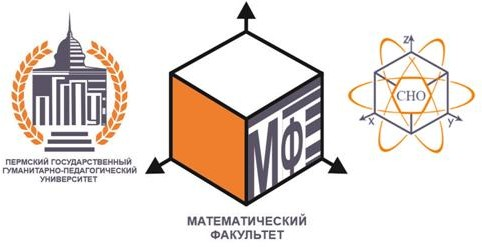 ПГГПУ
ПЕРМСКИЙ ГОСУДАРСТВЕННЫЙ
ГУМАНИТАРНО-ПЕДАГОГИЧЕСКИЙ
УНИВЕРСИТЕТ
МФ
МАТЕМАТИЧЕСКИЙ
ФАКУЛЬТЕТ
z
СНО
x
y